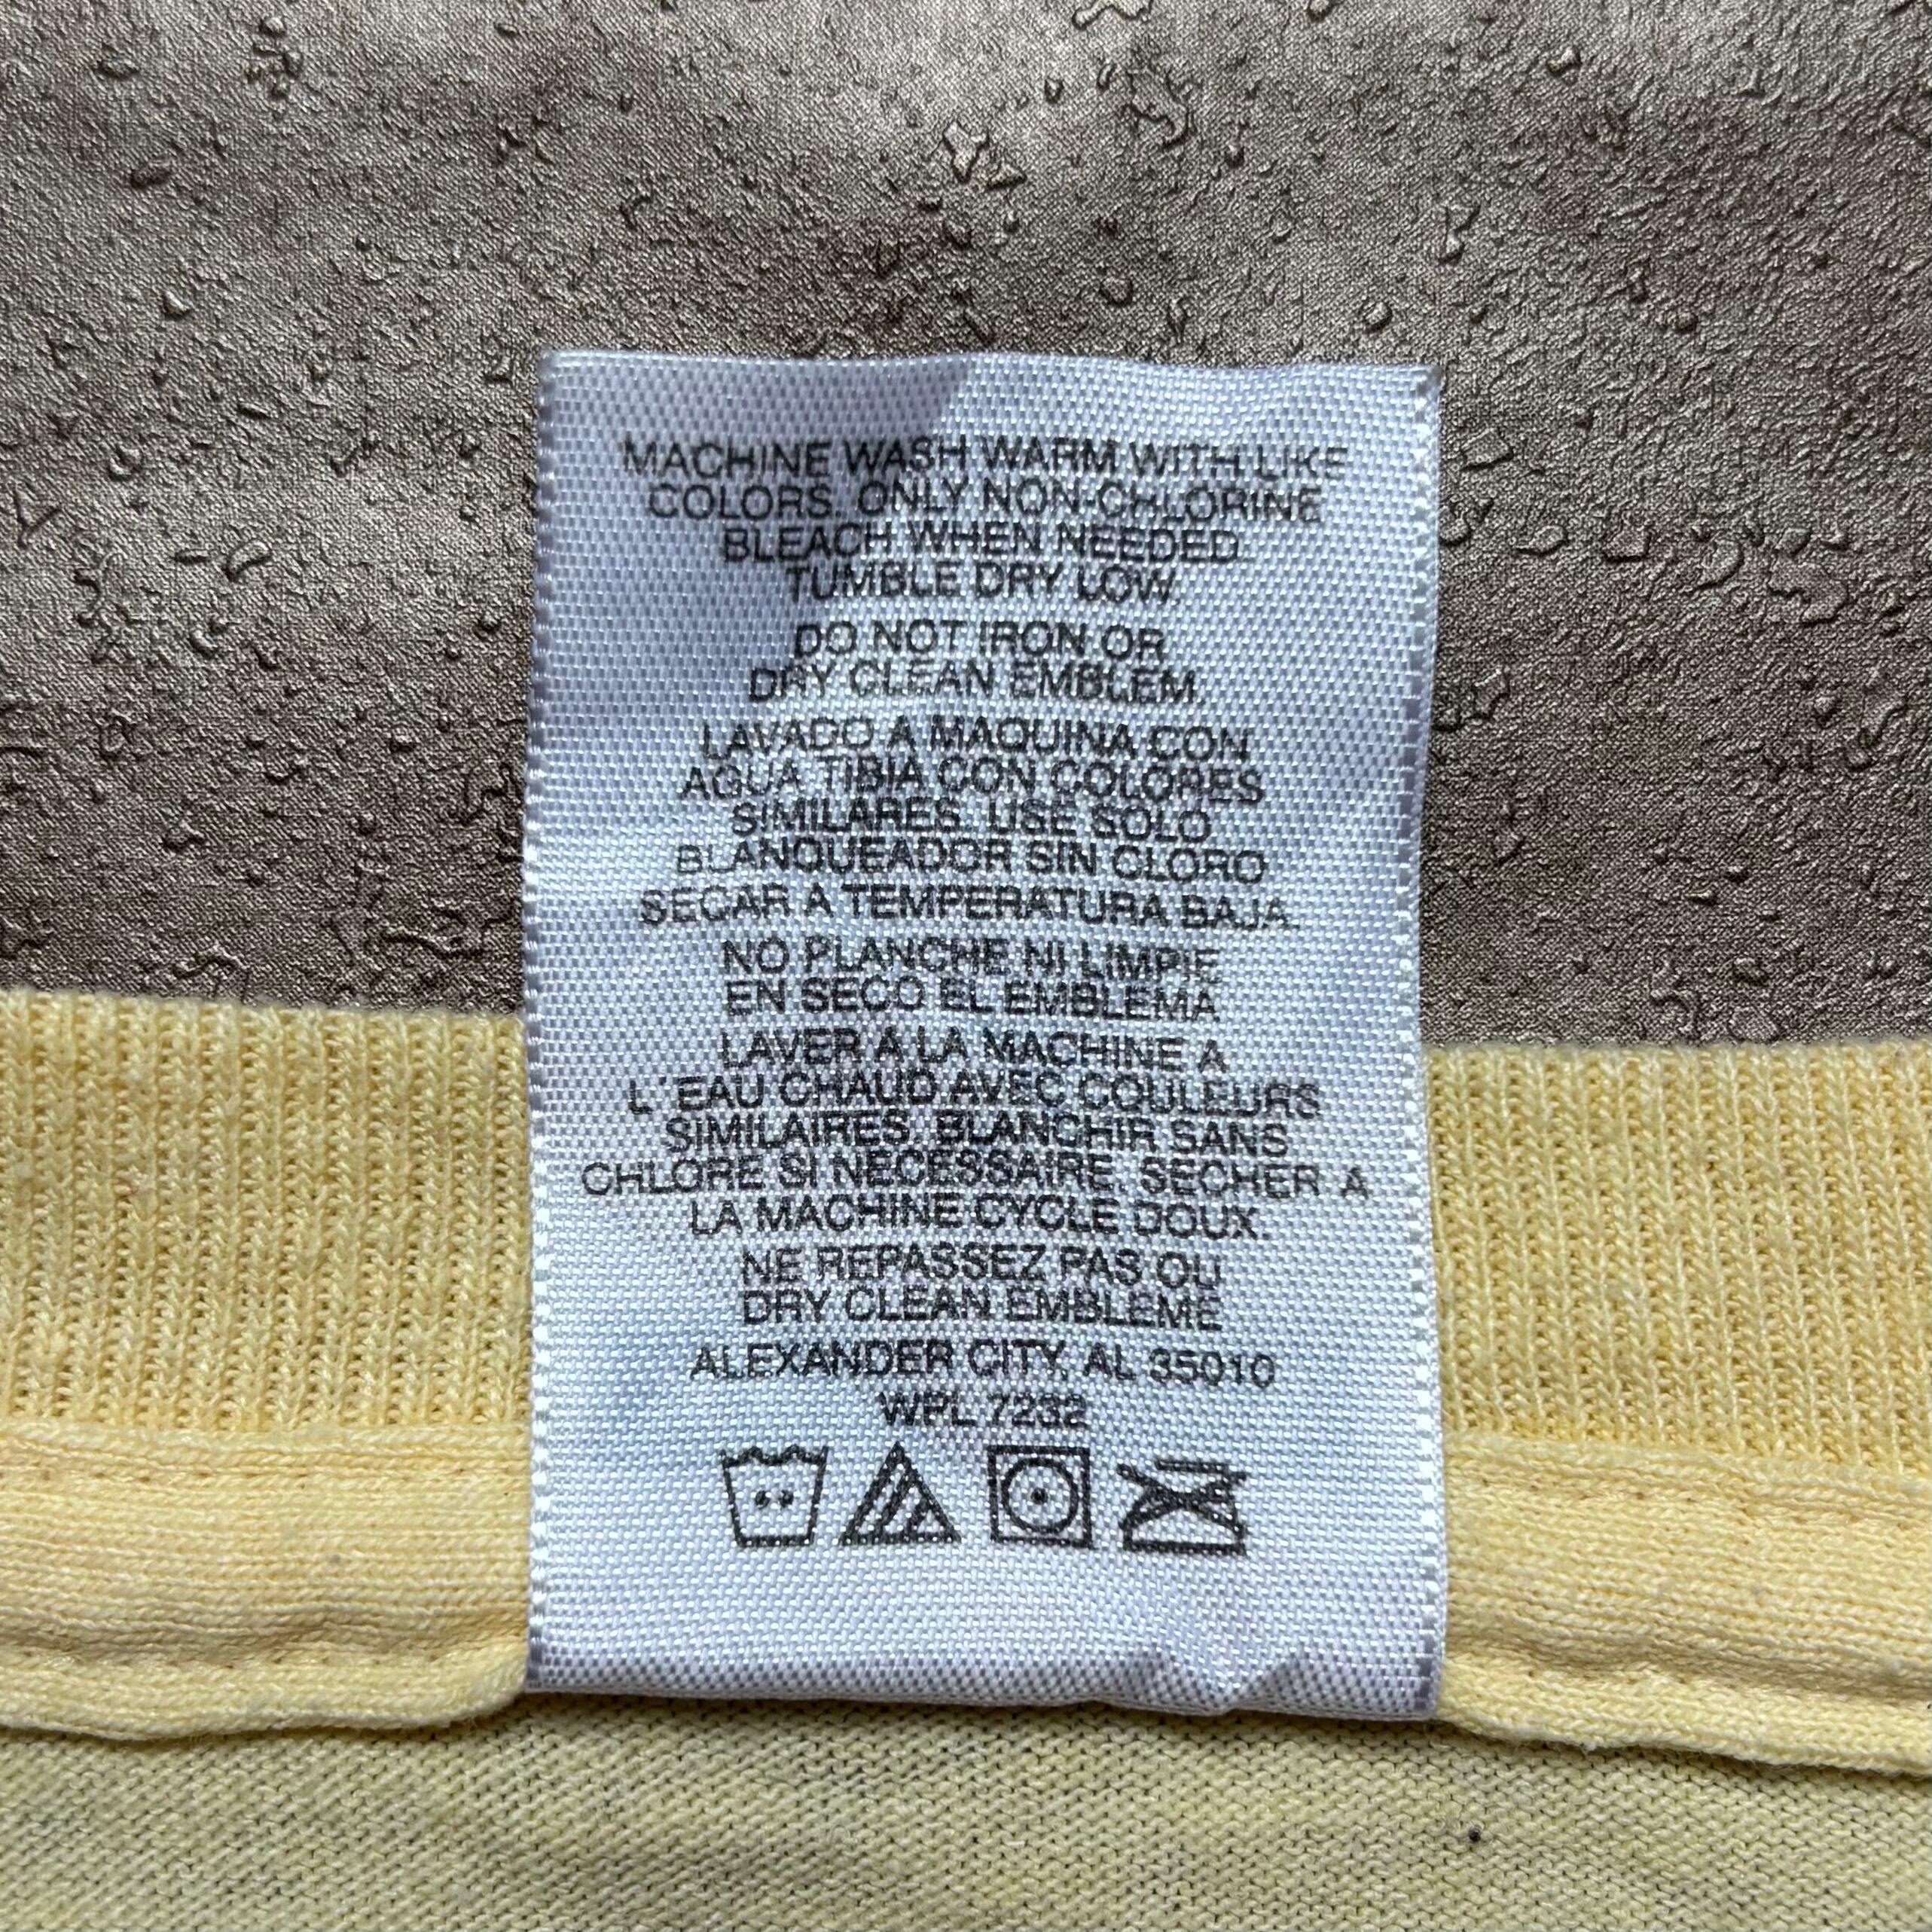 MACHINE WASH WARM WITH LIKE
COLORS. ONLY NON-CHLORINE
BLEACH WHEN NEEDED.
TUMBLE DRY LOW.
DO NOT IRON OR
DRY CLEAN EMBLEM.
LAVADO A MAQUINA CON
AGUA TIBIA CON COLORES
SIMILARES. USE SOLO
BLANQUEADOR SIN CLORO
SECAR A TEMPERATURA BAJA.
NO PLANCHE NI LIMPIE
EN SECO EL EMBLEMA
LAVER A LA MACHINE A
L'EAU CHAUD AVEC COULEURS
SIMILAIRES. BLANCHIR SANS
CHLORE SI NECESSAIRE. SECHER A
LA MACHINE CYCLE DOUX
NE REPASSEZ PAS OU
DRY CLEAN EMBLEME
ALEXANDER CITY, AL 35010
WPL 7232